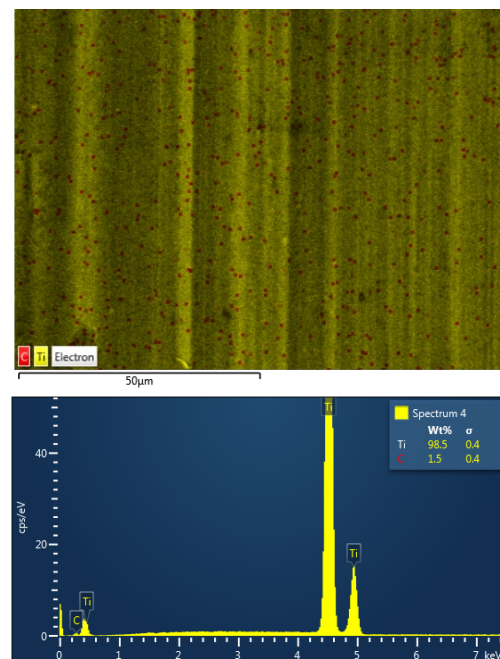 C Ti Electron
50µm
Spectrum 4
Wt% σ
Ti 98.5 0.4
C 1.5 0.4
cps/eV
40
20
0
Ti
Ti
C
Ti
0 1 2 3 4 5 6 7 keV